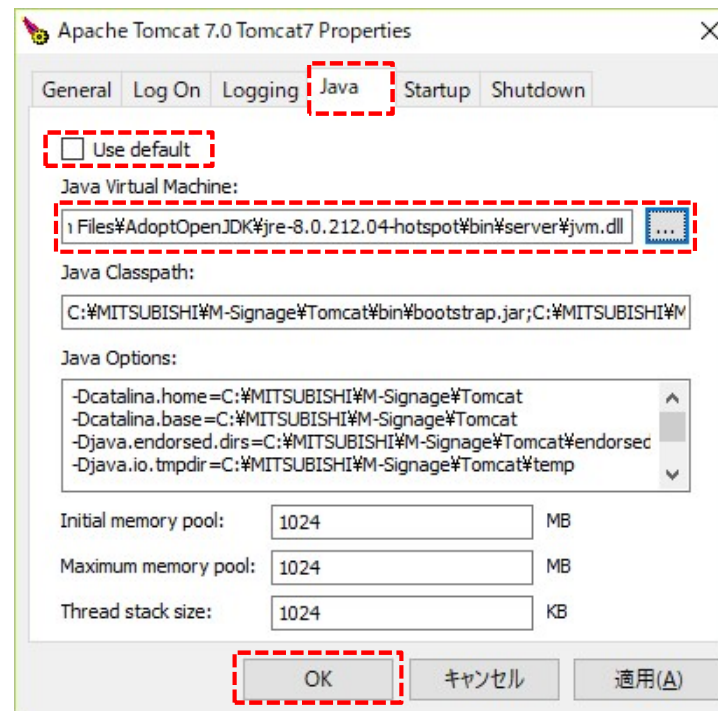 Apache Tomcat 7.0 Tomcat7 Properties
General Log On Logging Java Startup Shutdown
Use default
Java Virtual Machine:
Files¥AdoptOpenJDK¥jre-8.0.212.04-hotspot¥bin¥server¥jvm.dll ...
Java Classpath:
C:¥MITSUBISHI¥M-Signage¥Tomcat¥bin¥bootstrap.jar;C:¥MITSUBISHI¥M
Java Options:
-Dcatalina.home=C:¥MITSUBISHI¥M-Signage¥Tomcat
-Dcatalina.base=C:¥MITSUBISHI¥M-Signage¥Tomcat
-Djava.endorsed.dirs=C:¥MITSUBISHI¥M-Signage¥Tomcat¥endorsed
-Djava.io.tmpdir=C:¥MITSUBISHI¥M-Signage¥Tomcat¥temp
Initial memory pool: 1024 MB
Maximum memory pool: 1024 MB
Thread stack size: 1024 KB
OK キャンセル 適用(A)